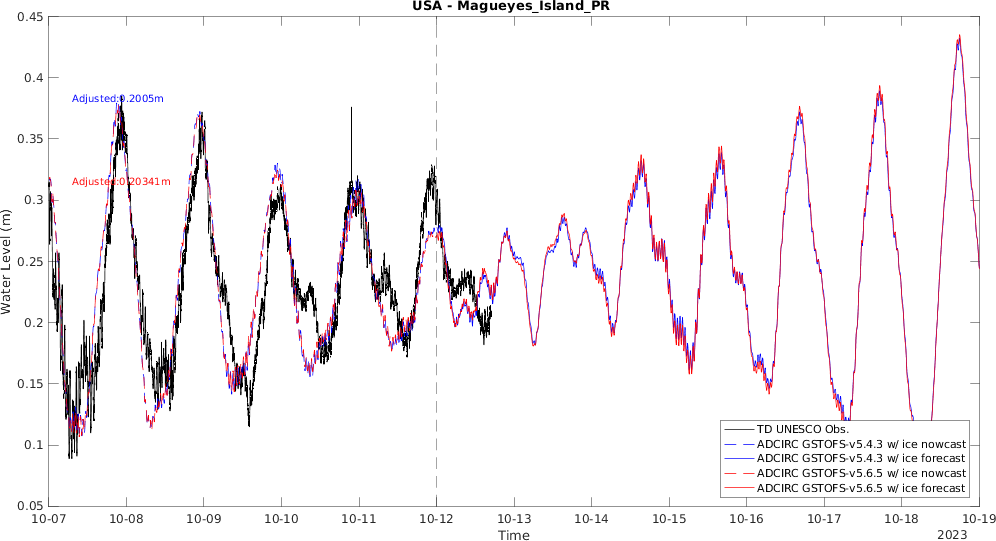 USA - Magueyes_Island_PR
0.45
0.4
0.35
0.3
0.25
0.2
0.15
0.1
0.05
Water Level (m)
Adjusted:0.2005m
Adjusted:0.20341m
TD UNESCO Obs.
ADCIRC GSTOFS-v5.4.3 w/ ice nowcast
ADCIRC GSTOFS-v5.4.3 w/ ice forecast
ADCIRC GSTOFS-v5.6.5 w/ ice nowcast
ADCIRC GSTOFS-v5.6.5 w/ ice forecast
10-07 10-08 10-09 10-10 10-11 10-12 10-13 10-14 10-15 10-16 10-17 10-18 10-19
Time
2023